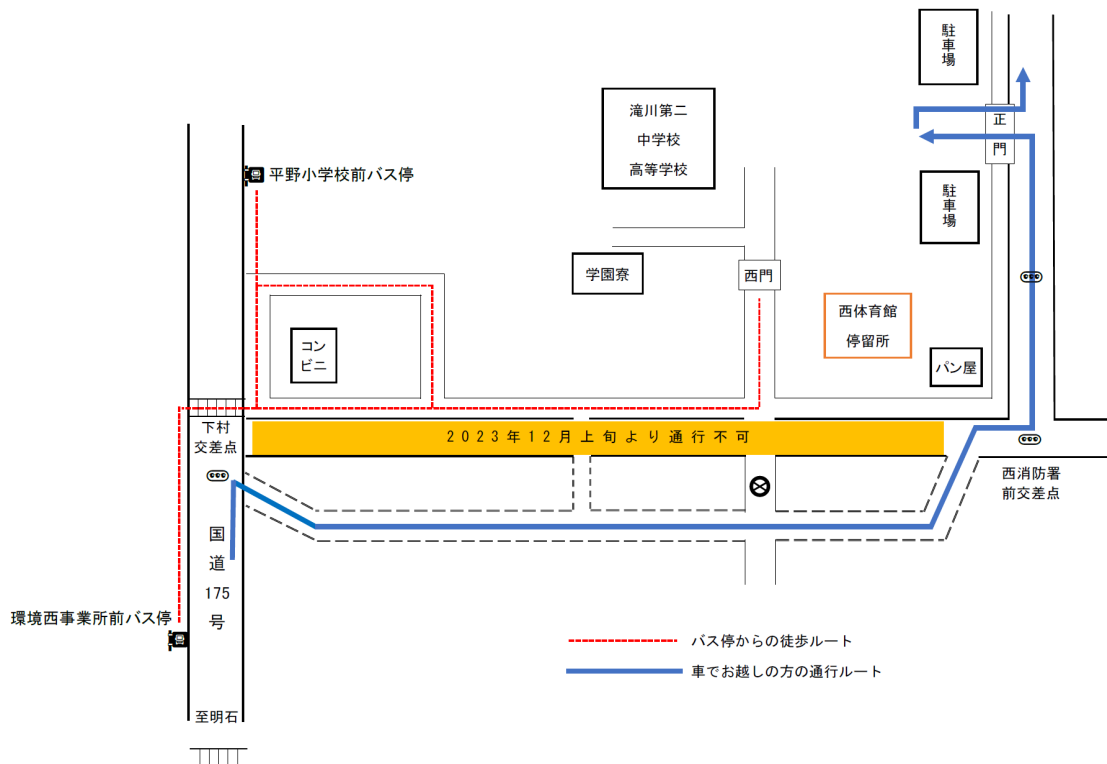 駐車場
滝川第二
中学校
高等学校
正門
平野小学校前バス停
駐車場
学園寮
西門
西体育館
停留所
コン
ビニ
パン屋
下村
交差点
2023年12月上旬より通行不可
西消防署
前交差点
国道175号
環境西事業所前バス停
バス停からの徒歩ルート
車でお越しの方の通行ルート
至明石